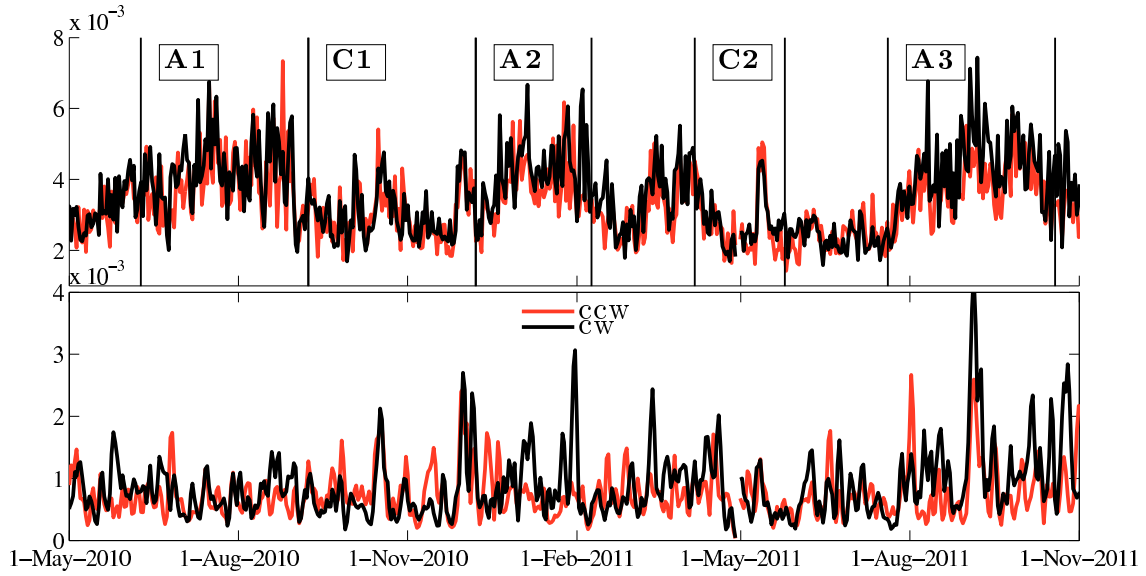 x 10−3
8
A1 C1 A2 C2 A3
6
4
2
x 10−3
4
ccw
cw
3
2
1
0
1−May−2010 1−Aug−2010 1−Nov−2010 1−Feb−2011 1−May−2011 1−Aug−2011 1−Nov−2011